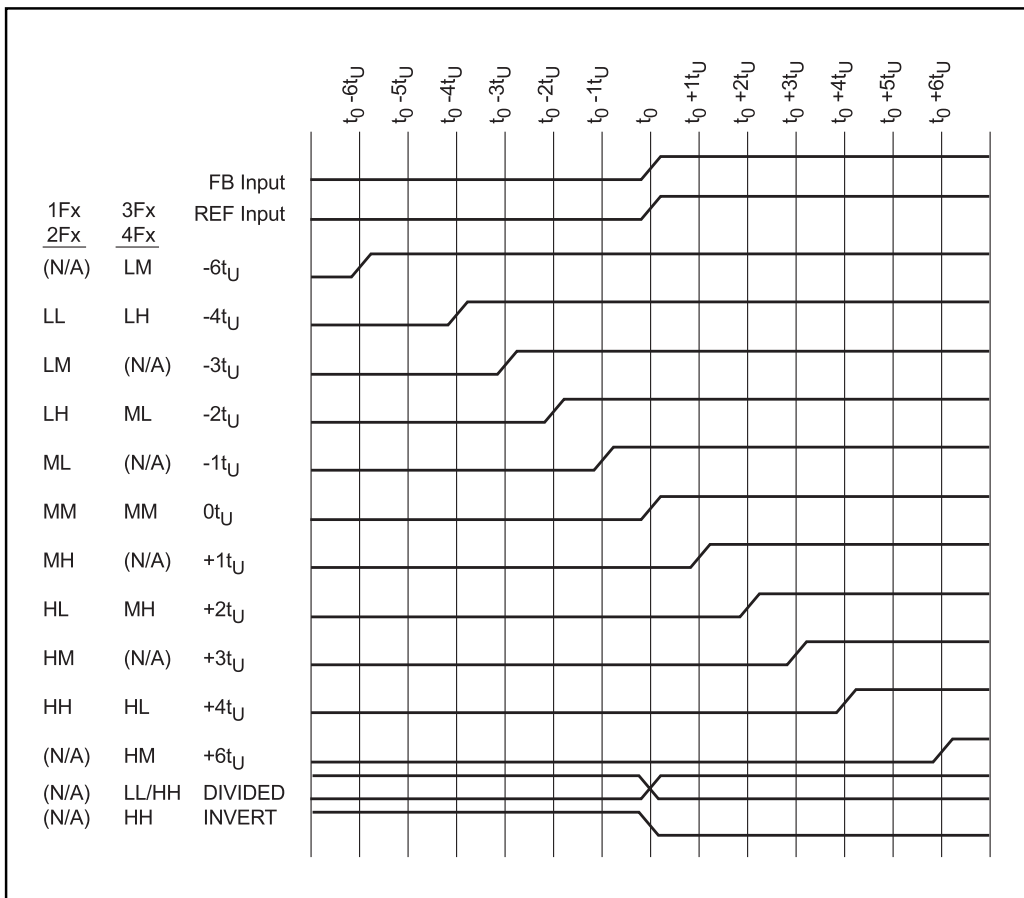 t0 -6tU t0 -5tU t0 -4tU t0 -3tU t0 -2tU t0 -1tU t0 t0 +1tU t0 +2tU t0 +3tU t0 +4tU t0 +5tU t0 +6tU
FB Input
1Fx 3Fx REF Input
2Fx 4Fx
(N/A) LM -6tU
LL LH -4tU
LM (N/A) -3tU
LH ML -2tU
ML (N/A) -1tU
MM MM 0tU
MH (N/A) +1tU
HL MH +2tU
HM (N/A) +3tU
HH HL +4tU
(N/A) HM +6tU
(N/A) LL/HH DIVIDED
(N/A) HH INVERT